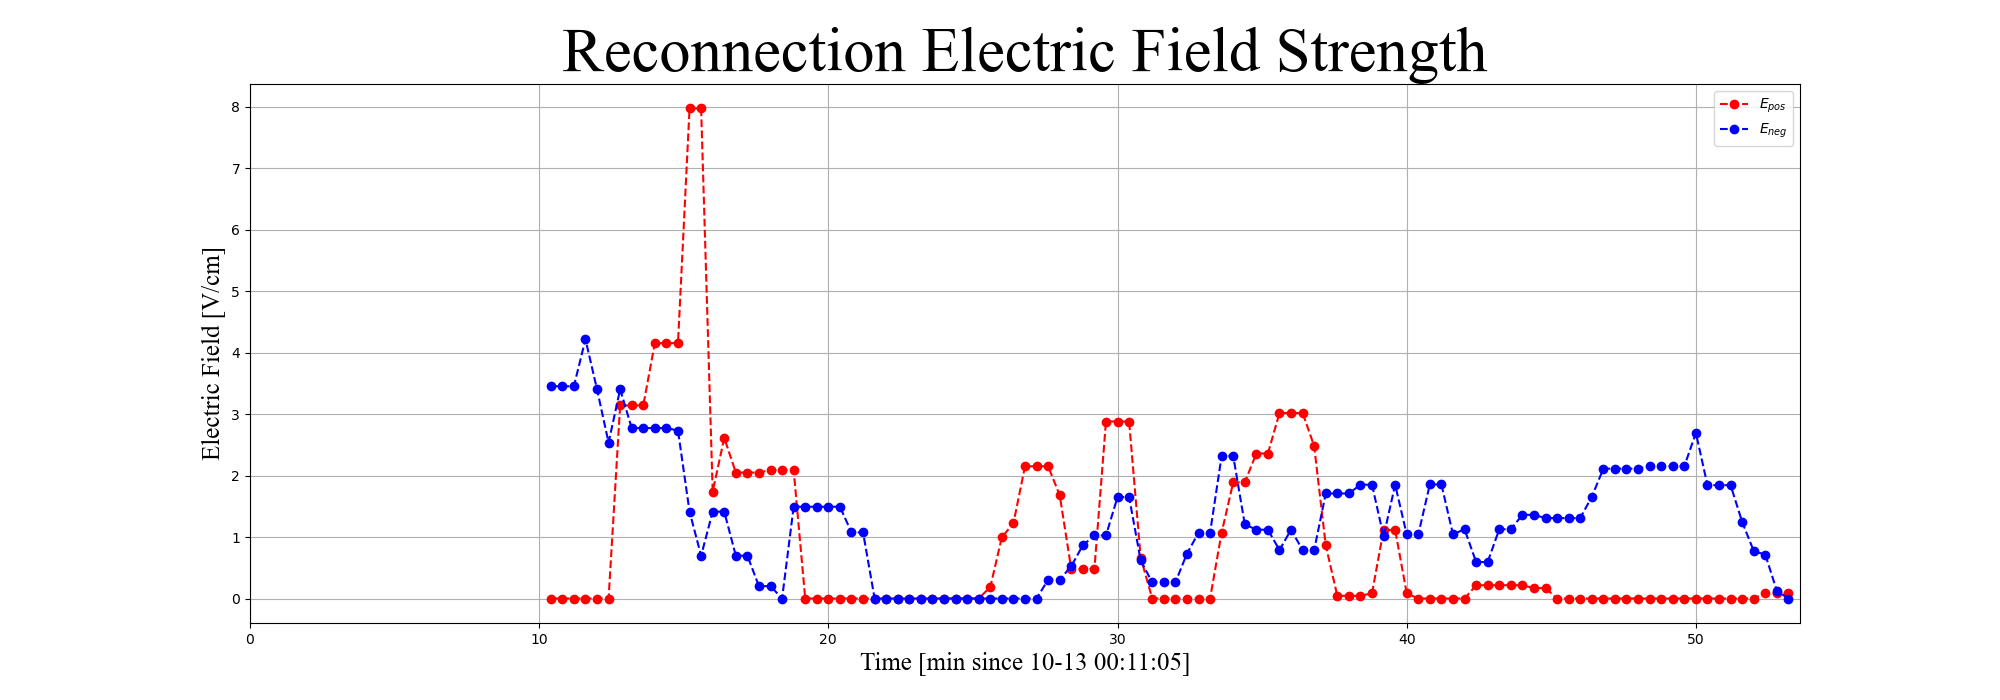 Reconnection Electric Field Strength
E_pos
E_neg
8
7
6
5
4
3
2
1
0
Electric Field [V/cm]
0 10 20 30 40 50
Time [min since 10-13 00:11:05]